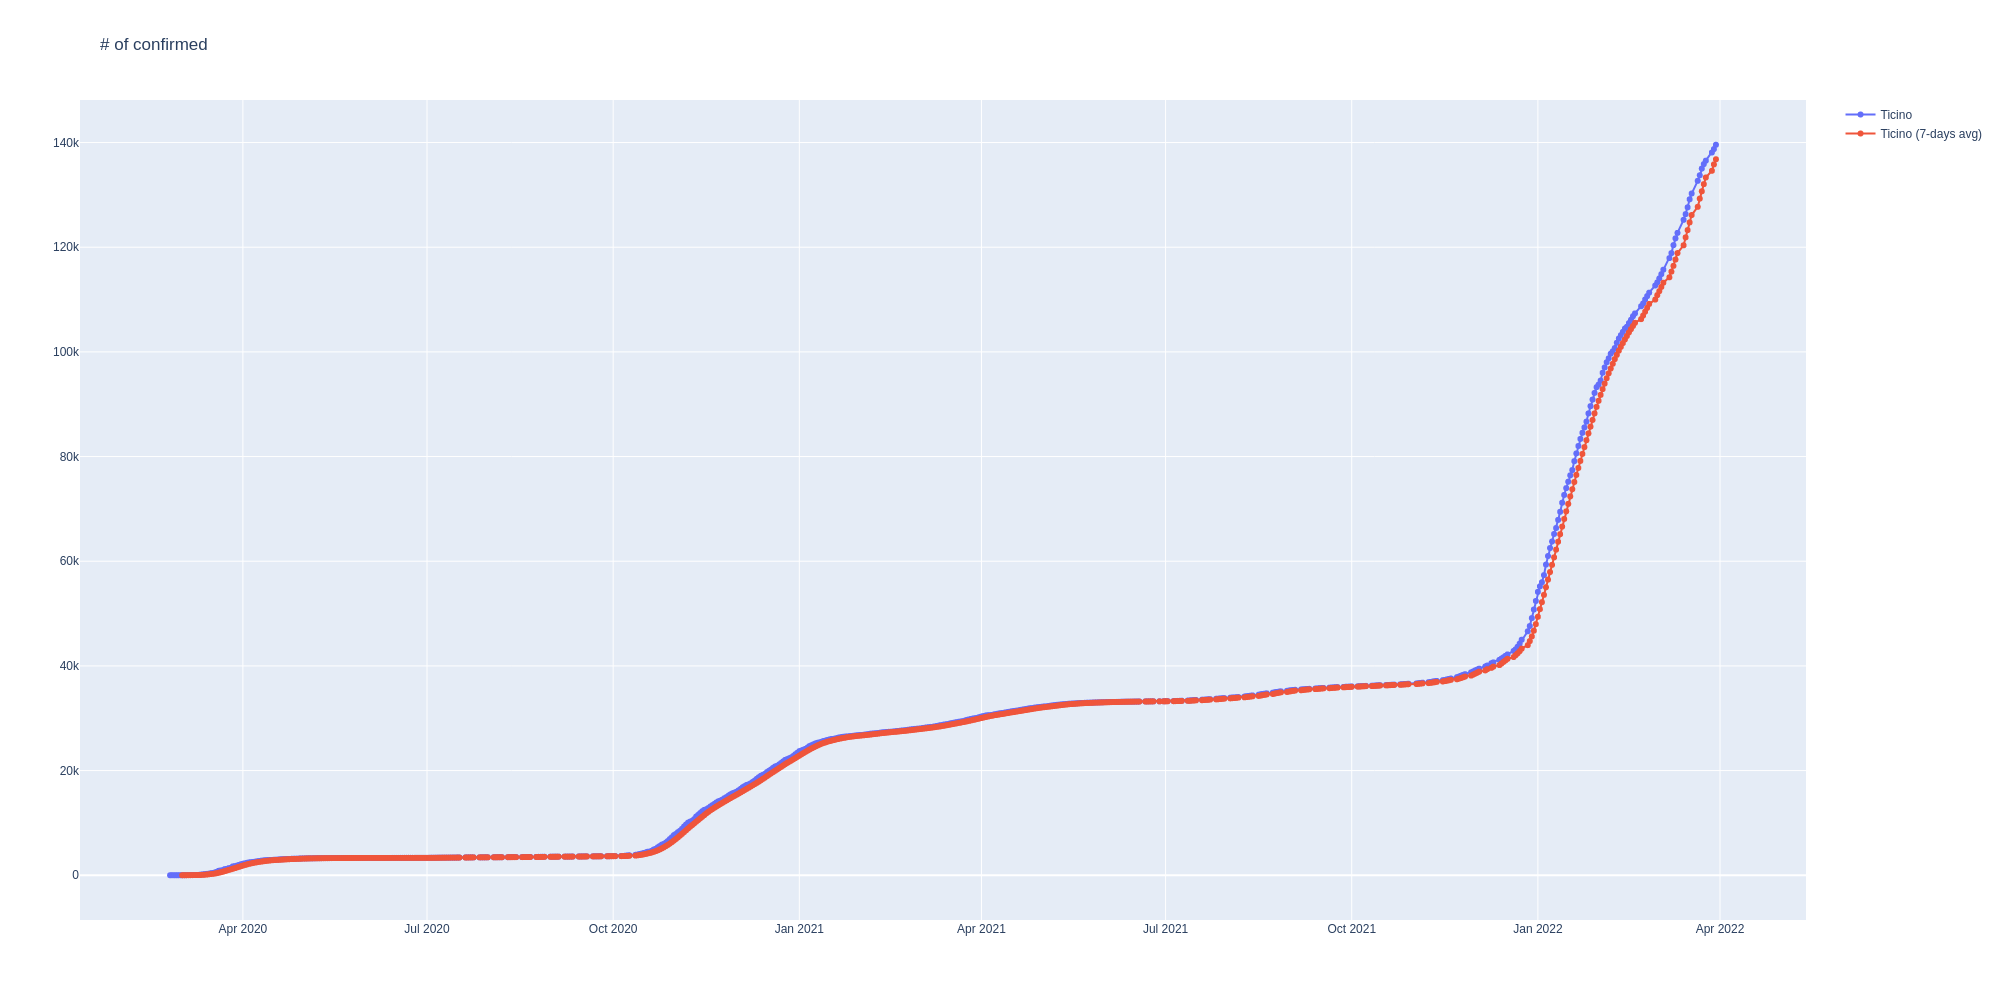 # of confirmed
Ticino
Ticino (7-days avg)
140k
120k
100k
80k
60k
40k
20k
0
Apr 2020
Jul 2020
Oct 2020
Jan 2021
Apr 2021
Jul 2021
Oct 2021
Jan 2022
Apr 2022